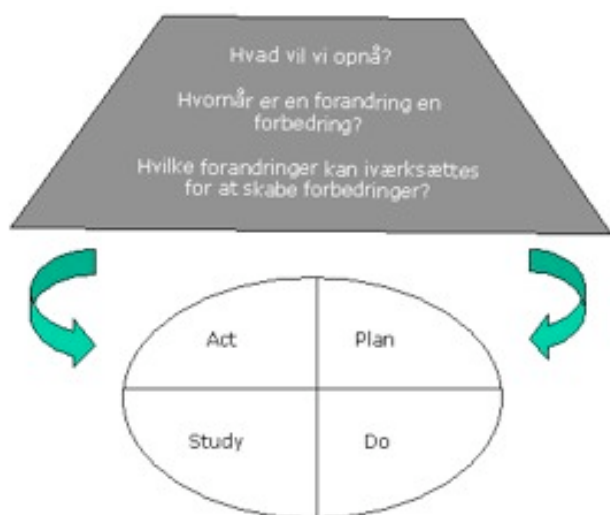 Hvad vil vi opnå?
Hvornår er en forandring en
forbedring?
Hvilke forandringer kan iværksættes
for at skabe forbedringer?
Act
Plan
Study
Do